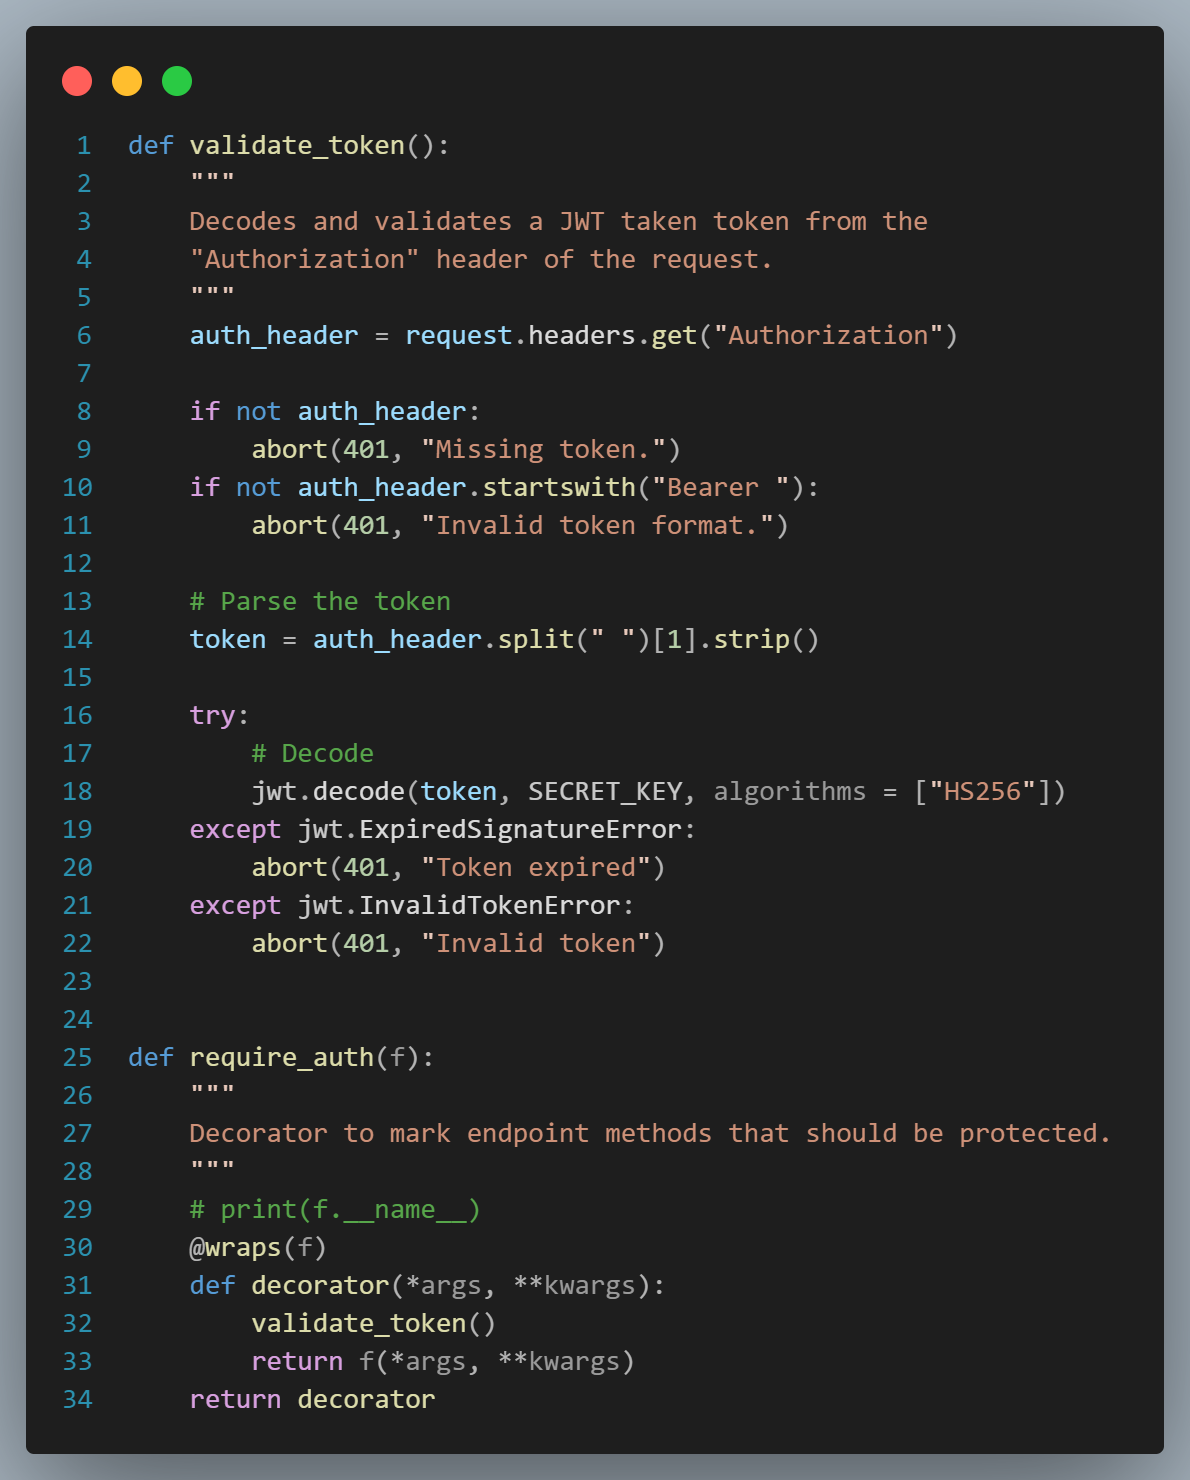 1 def validate_token():
2     """
3     Decodes and validates a JWT taken token from the
4     "Authorization" header of the request.
5     """
6     auth_header = request.headers.get("Authorization")
7
8     if not auth_header:
9         abort(401, "Missing token.")
10     if not auth_header.startswith("Bearer "):
11         abort(401, "Invalid token format.")
12
13     # Parse the token
14     token = auth_header.split(" ")[1].strip()
15
16     try:
17         # Decode
18         jwt.decode(token, SECRET_KEY, algorithms = ["HS256"])
19     except jwt.ExpiredSignatureError:
20         abort(401, "Token expired")
21     except jwt.InvalidTokenError:
22         abort(401, "Invalid token")
23
24
25 def require_auth(f):
26     """
27     Decorator to mark endpoint methods that should be protected.
28     """
29     # print(f.__name__)
30     @wraps(f)
31     def decorator(*args, **kwargs):
32         validate_token()
33         return f(*args, **kwargs)
34     return decorator